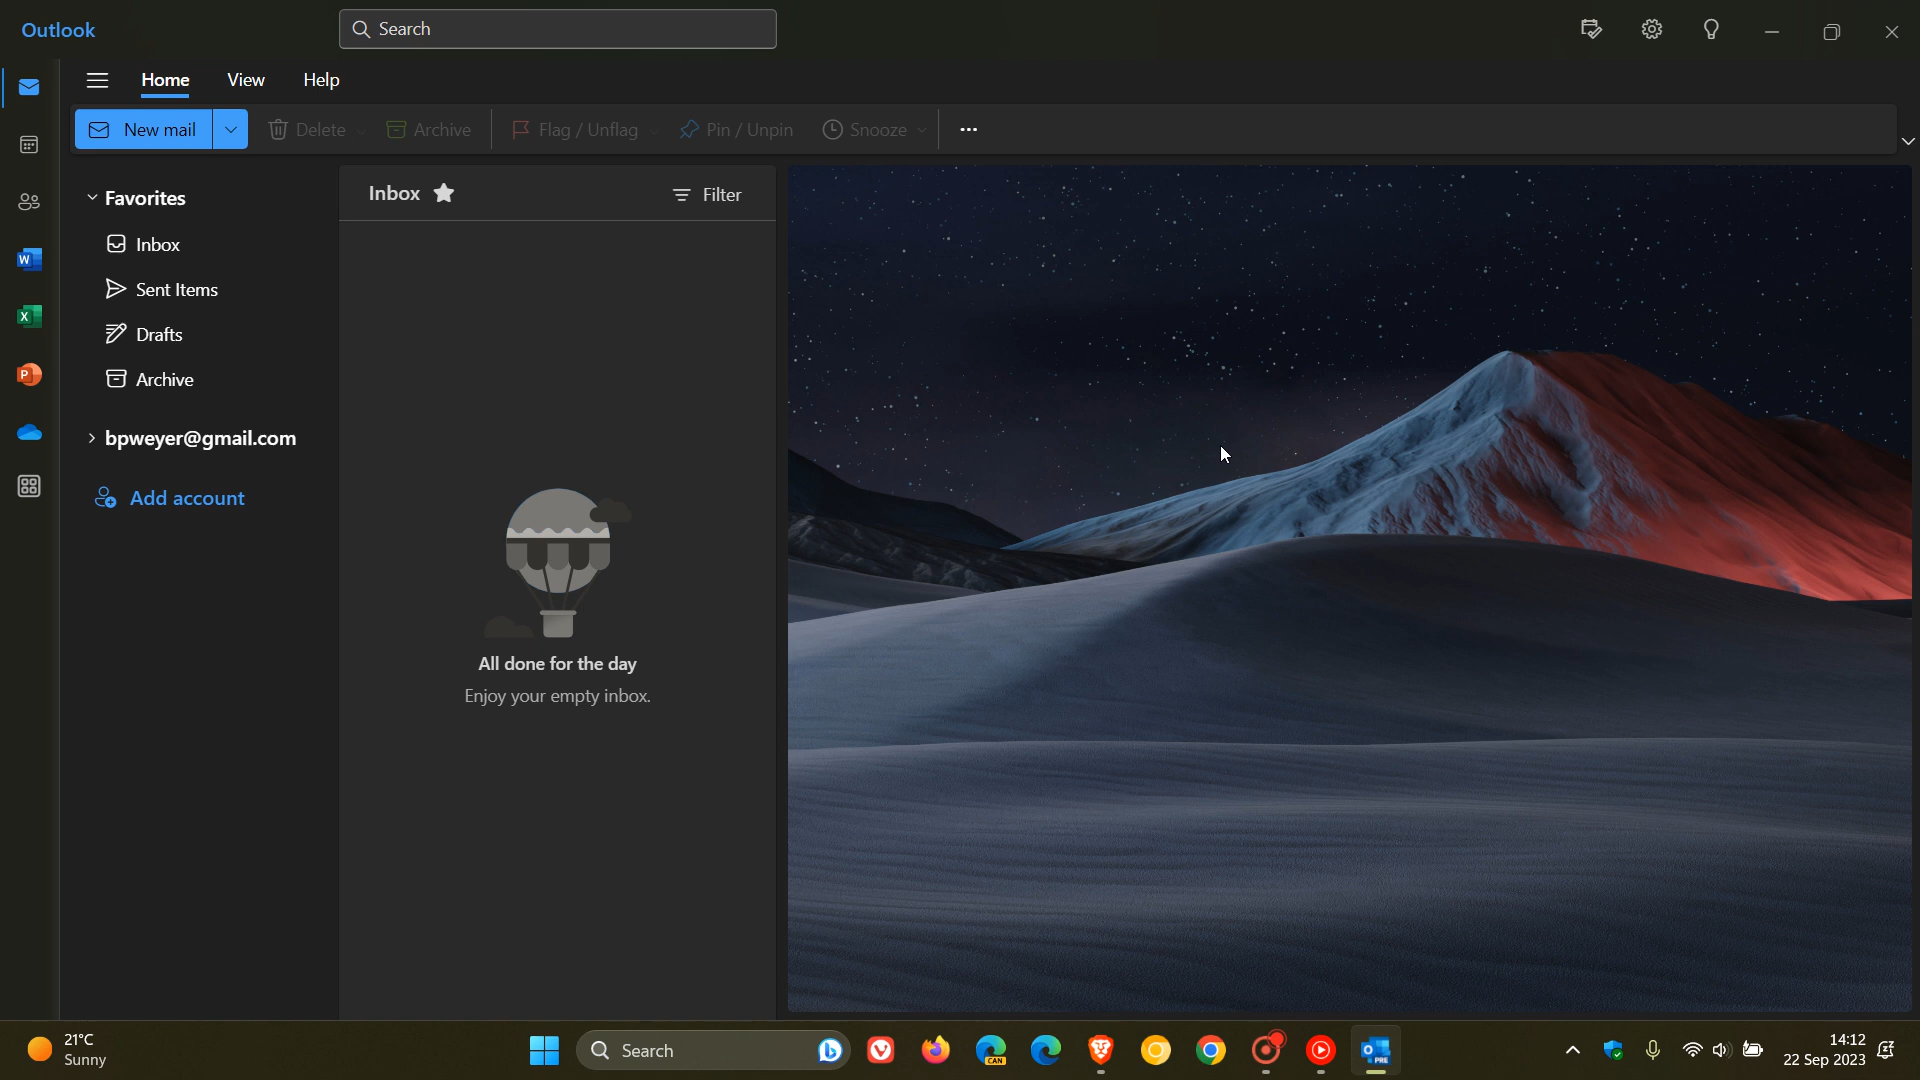 Outlook
Search
Home View Help
New mail Delete Archive Flag / Unflag Pin / Unpin Snooze
Favorites
Inbox
Sent Items
Drafts
Archive
bpweyer@gmail.com
Add account
Inbox
Filter
All done for the day
Enjoy your empty inbox.
21°C
Sunny
Search
CAN
PRE
14:12
22 Sep 2023